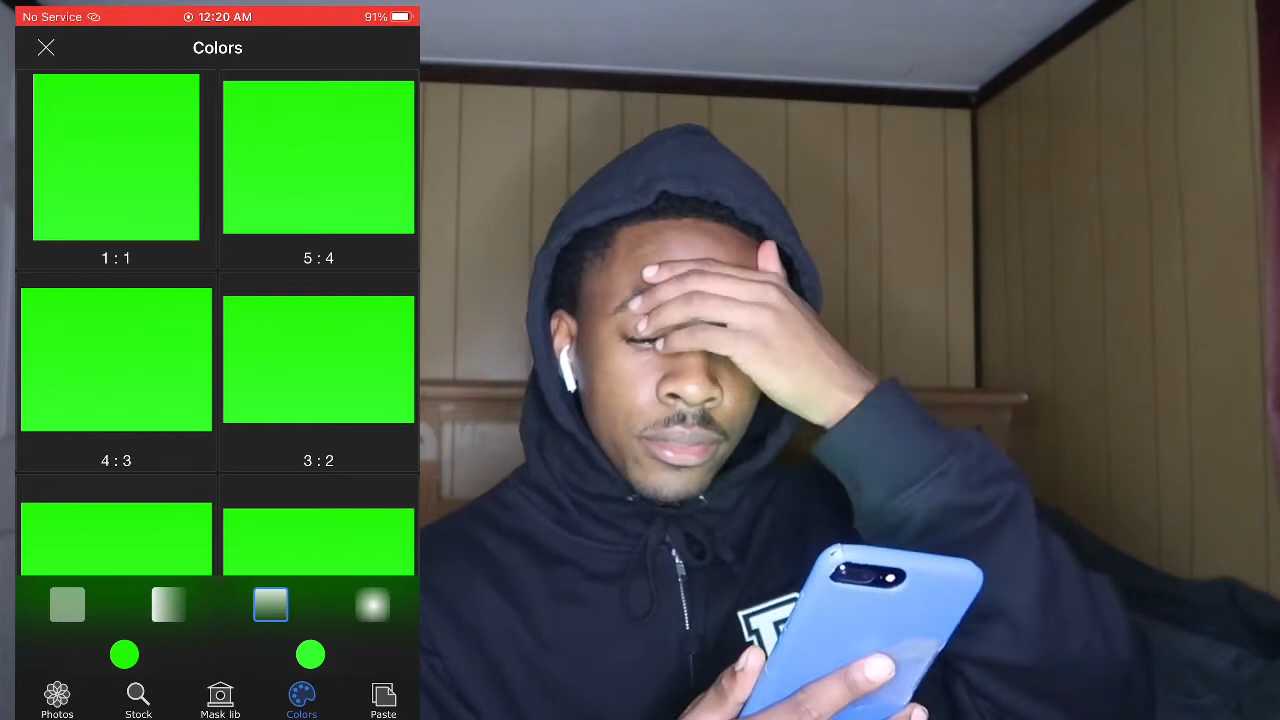 No Service 12:20 AM 91%
Colors
1 : 1 5 : 4
4 : 3 3 : 2
Photos Stock Mask lib Colors Paste